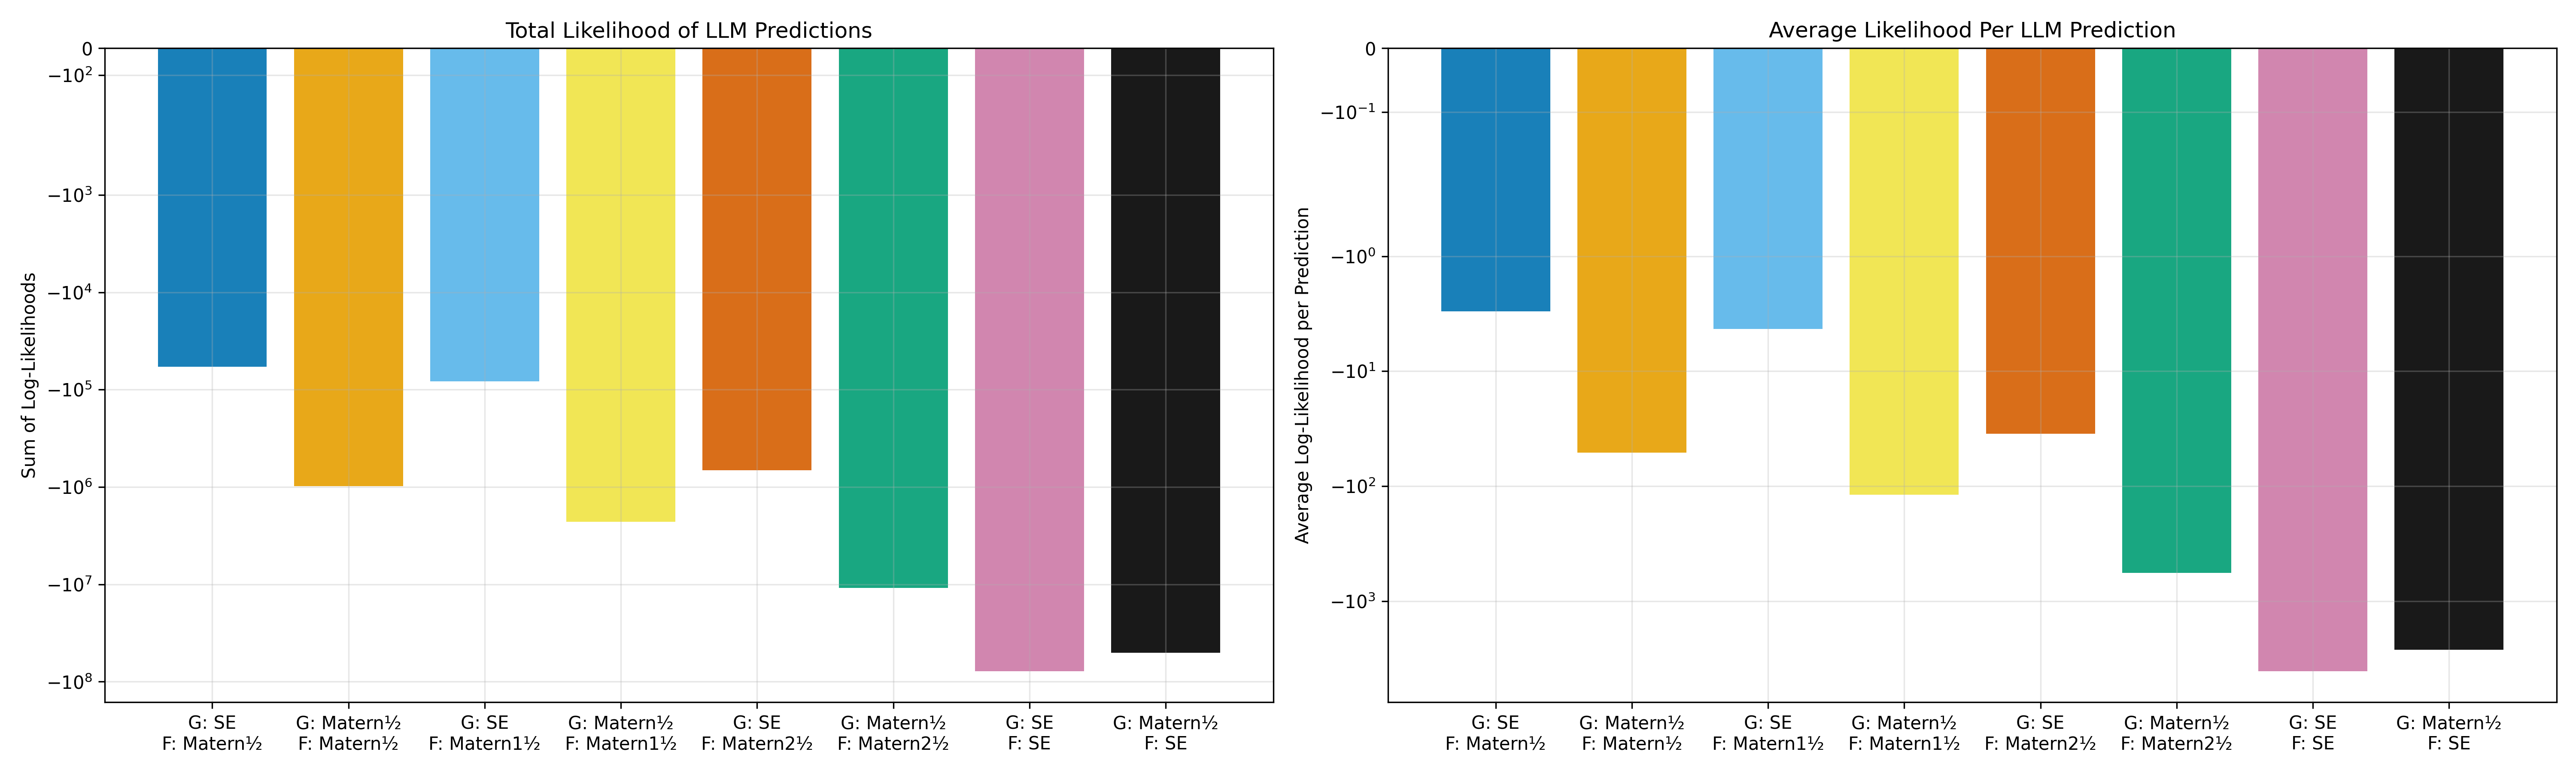 Total Likelihood of LLM Predictions
Sum of Log-Likelihoods
0
−10²
−10³
−10⁴
−10⁵
−10⁶
−10⁷
−10⁸
G: SE
F: Matern½
G: Matern½
F: Matern½
G: SE
F: Matern1½
G: Matern½
F: Matern1½
G: SE
F: Matern2½
G: Matern½
F: Matern2½
G: SE
F: SE
G: Matern½
F: SE
Average Likelihood Per LLM Prediction
Average Log-Likelihood per Prediction
0
−10⁻¹
−10⁰
−10¹
−10²
−10³
G: SE
F: Matern½
G: Matern½
F: Matern½
G: SE
F: Matern1½
G: Matern½
F: Matern1½
G: SE
F: Matern2½
G: Matern½
F: Matern2½
G: SE
F: SE
G: Matern½
F: SE